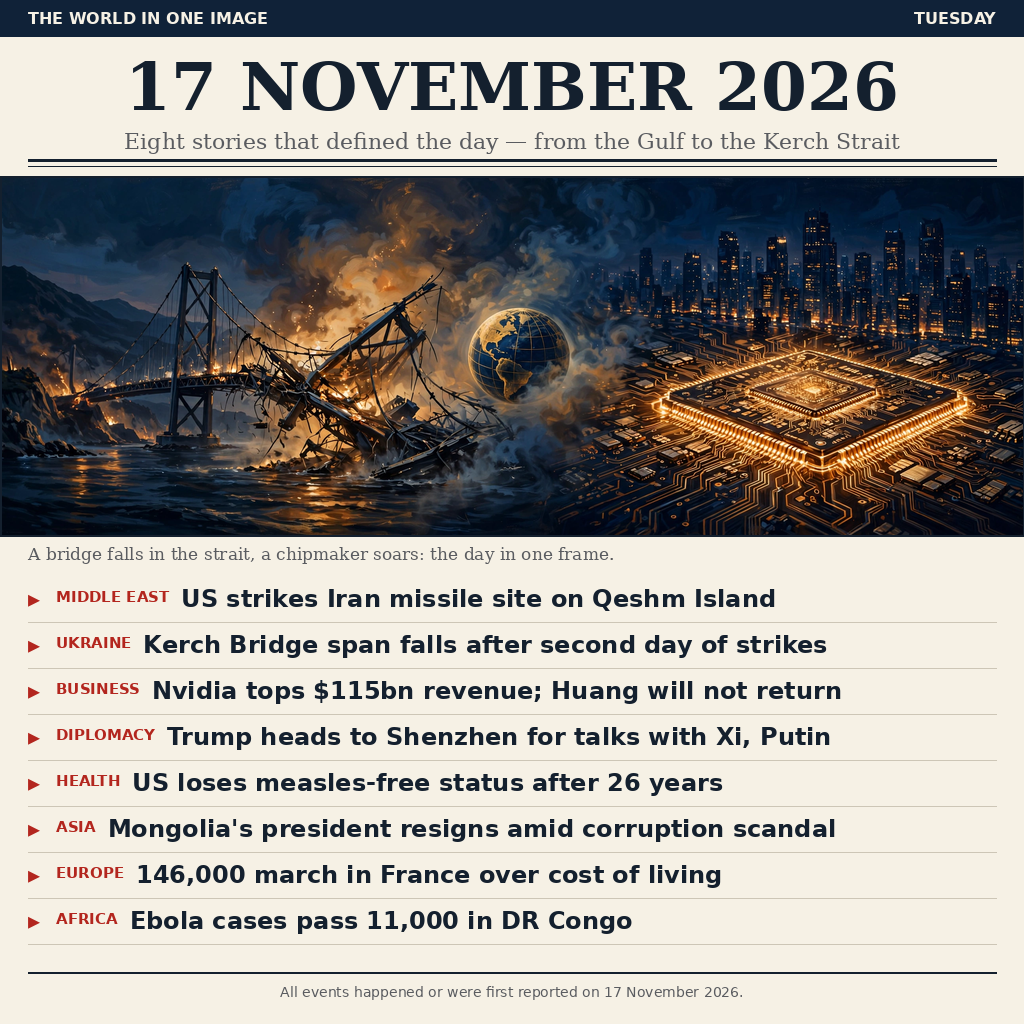 THE WORLD IN ONE IMAGE
TUESDAY
17 NOVEMBER 2026
Eight stories that defined the day — from the Gulf to the Kerch Strait
A bridge falls in the strait, a chipmaker soars: the day in one frame.
▶ MIDDLE EAST US strikes Iran missile site on Qeshm Island
▶ UKRAINE Kerch Bridge span falls after second day of strikes
▶ BUSINESS Nvidia tops $115bn revenue; Huang will not return
▶ DIPLOMACY Trump heads to Shenzhen for talks with Xi, Putin
▶ HEALTH US loses measles-free status after 26 years
▶ ASIA Mongolia's president resigns amid corruption scandal
▶ EUROPE 146,000 march in France over cost of living
▶ AFRICA Ebola cases pass 11,000 in DR Congo
All events happened or were first reported on 17 November 2026.